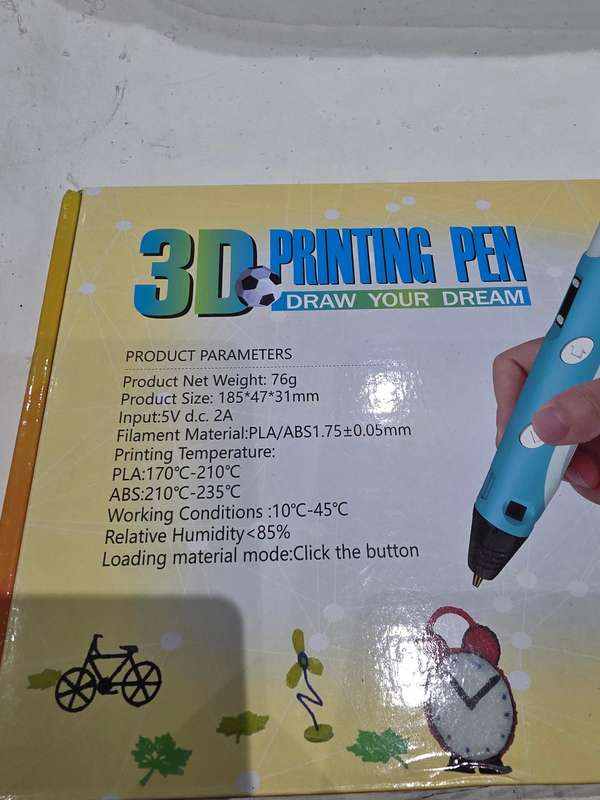 3D PRINTING PEN
DRAW YOUR DREAM
PRODUCT PARAMETERS
Product Net Weight: 76g
Product Size: 185*47*31mm
Input:5V d.c. 2A
Filament Material:PLA/ABS1.75±0.05mm
Printing Temperature:
PLA:170℃-210℃
ABS:210℃-235℃
Working Conditions :10℃-45℃
Relative Humidity<85%
Loading material mode:Click the button